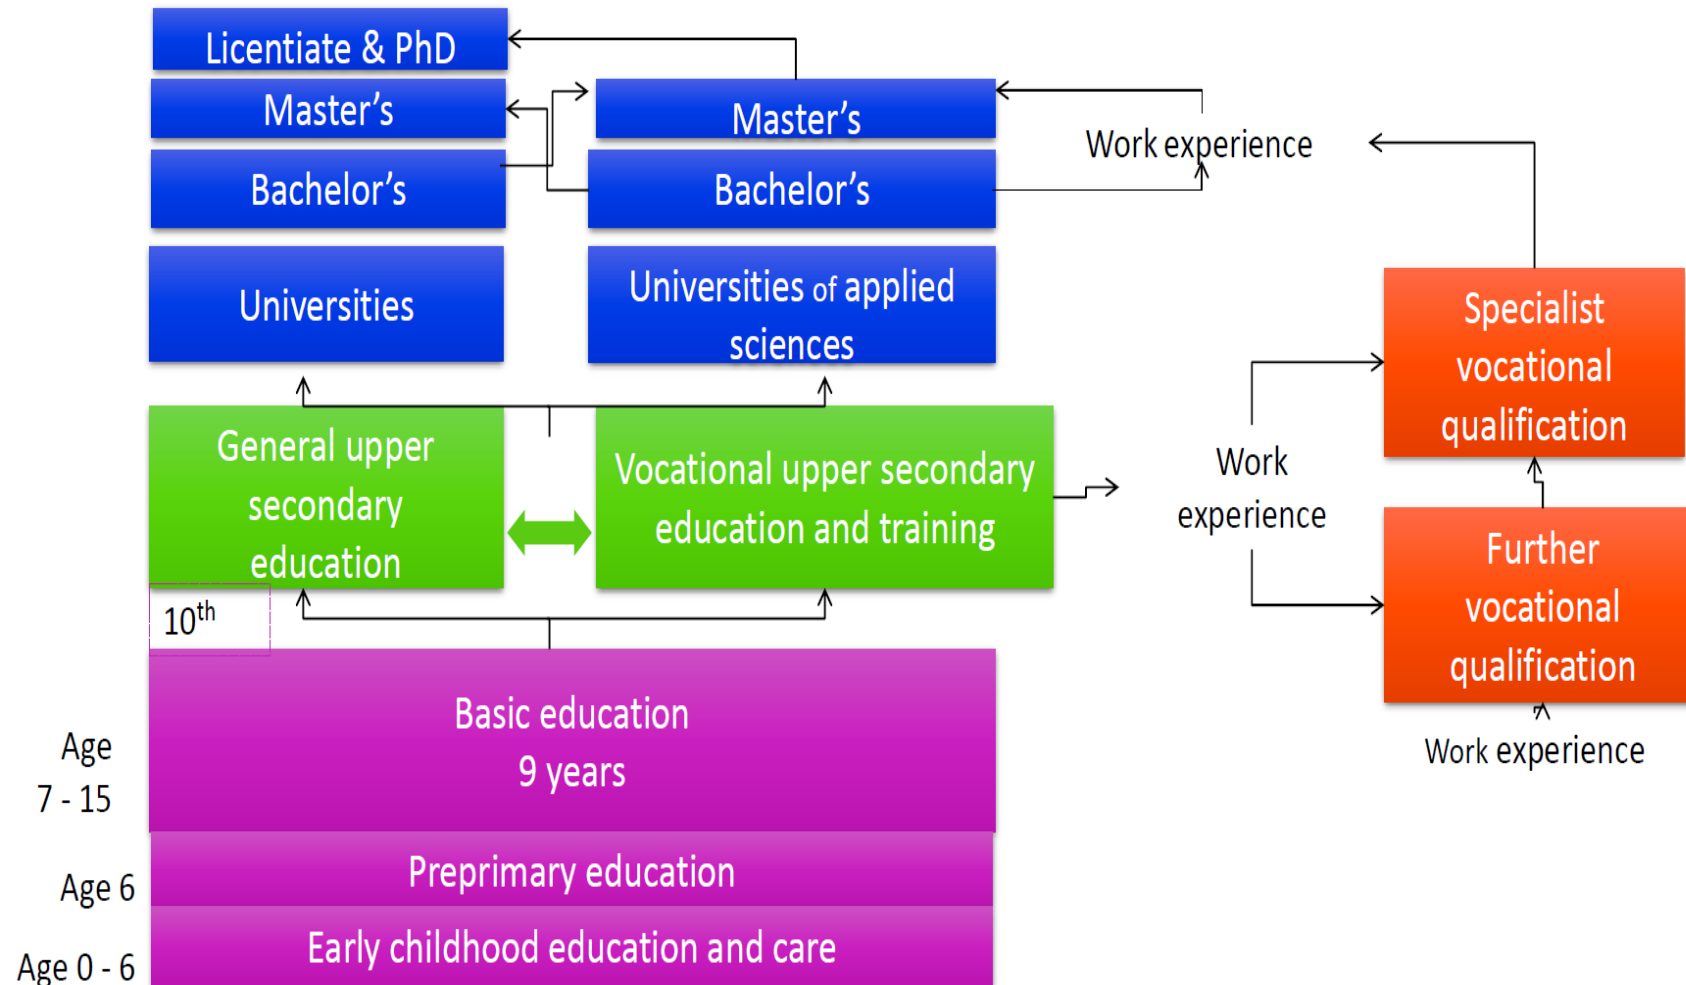 Licentiate & PhD
Master's
Master's
Work experience
Bachelor's
Bachelor's
Universities
Universities of applied
sciences
Specialist
vocational
qualification
General upper
secondary
education
Vocational upper secondary
education and training
Work
experience
Further
vocational
qualification
10th
Basic education
9 years
Work experience
Age
7 - 15
Preprimary education
Age 6
Early childhood education and care
Age 0 - 6